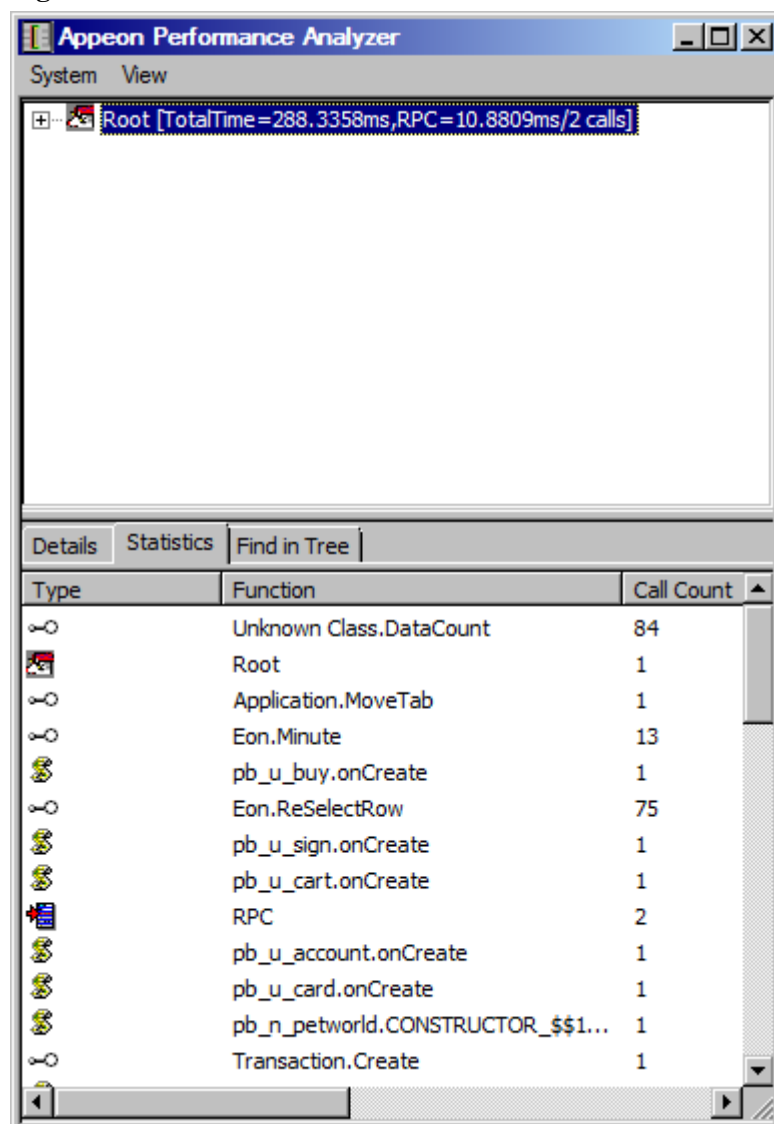 Appeon Performance Analyzer
System View
Root [TotalTime=288.3358ms,RPC=10.8809ms/2 calls]
Details Statistics Find in Tree
Type Function Call Count
Unknown Class.DataCount 84
Root 1
Application.MoveTab 1
Eon.Minute 13
pb_u_buy.onCreate 1
Eon.ReSelectRow 75
pb_u_sign.onCreate 1
pb_u_cart.onCreate 1
RPC 2
pb_u_account.onCreate 1
pb_u_card.onCreate 1
pb_n_petworld.CONSTRUCTOR_$$1... 1
Transaction.Create 1